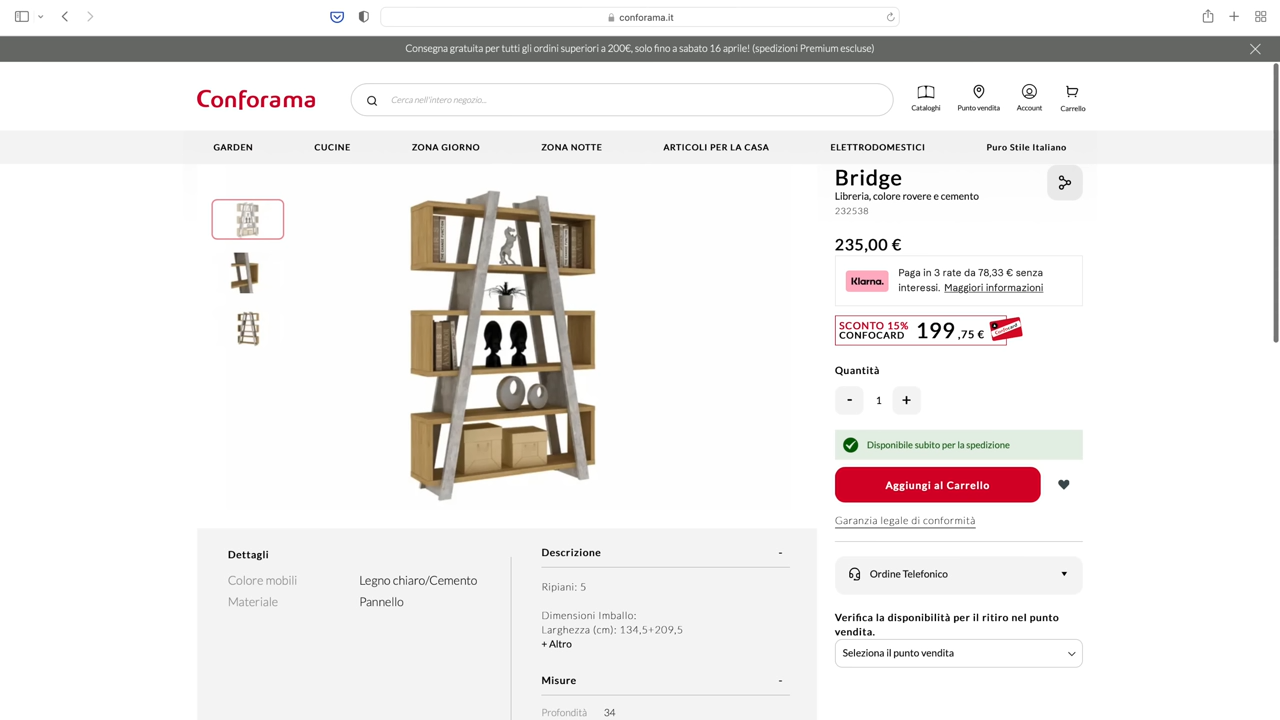 conforama.it
Consegna gratuita per tutti gli ordini superiori a 200€, solo fino a sabato 16 aprile! (spedizioni Premium escluse)
Conforama
Cerca nell'intero negozio...
Cataloghi
Punto vendita
Account
Carrello
GARDEN
CUCINE
ZONA GIORNO
ZONA NOTTE
ARTICOLI PER LA CASA
ELETTRODOMESTICI
Puro Stile Italiano
Bridge
Libreria, colore rovere e cemento
232538
235,00 €
Klarna.
Paga in 3 rate da 78,33 € senza
interessi. Maggiori informazioni
SCONTO 15%
CONFOCARD
199,75 €
Quantità
- 1 +
Disponibile subito per la spedizione
Aggiungi al Carrello
Garanzia legale di conformità
Ordine Telefonico
Verifica la disponibilità per il ritiro nel punto
vendita.
Seleziona il punto vendita
Dettagli
Colore mobili Legno chiaro/Cemento
Materiale Pannello
Descrizione -
Ripiani: 5
Dimensioni Imballo:
Larghezza (cm): 134,5+209,5
+ Altro
Misure -
Profondità 34